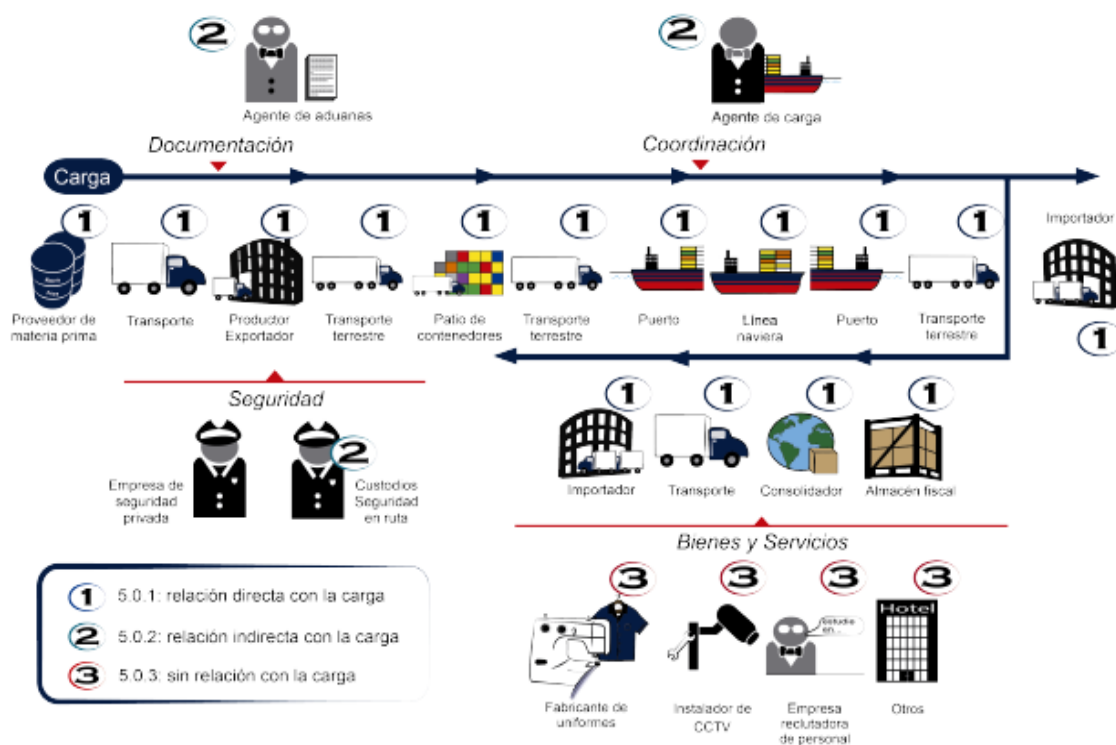 2
2
Agente de aduanas
Agente de carga
Documentación
Coordinación
Carga
1
1
1
1
1
1
1
1
1
1
Importador
Proveedor de
materia prima
Transporte
Productor
Exportador
Transporte
terrestre
Patio de
contenedores
Transporte
terrestre
Puerto
Línea
naviera
Puerto
Transporte
terrestre
1
Seguridad
1
1
1
1
2
Empresa de
seguridad
privada
Custodios
Seguridad
en ruta
Importador
Transporte
Consolidador
Almacén fiscal
Bienes y Servicios
1 5.0.1: relación directa con la carga
2 5.0.2: relación indirecta con la carga
3 5.0.3: sin relación con la carga
3
3
3
3
Hotel
Estudio
en...
Fabricante de
uniformes
Instalador de
CCTV
Empresa
reclutadora
de personal
Otros